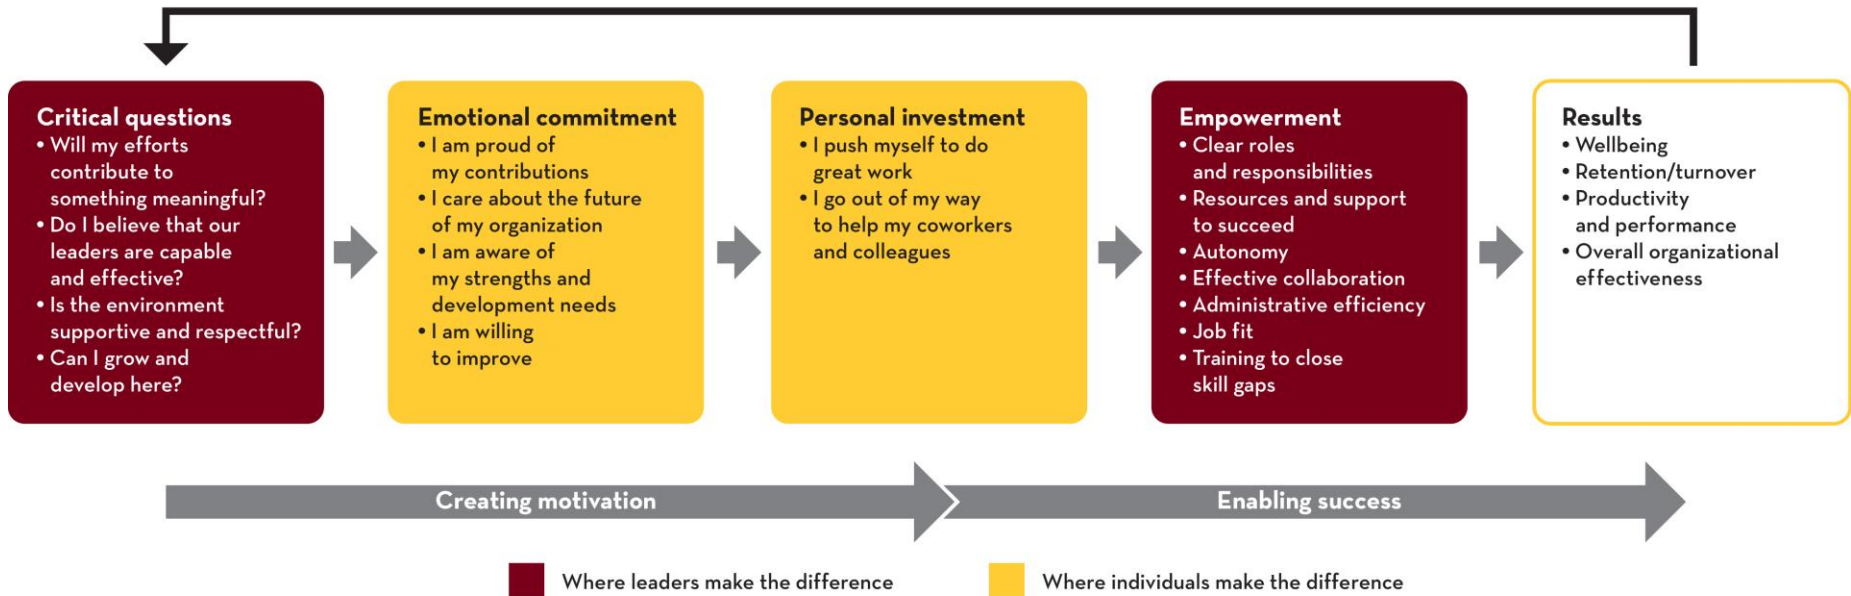 Critical questions
• Will my efforts
contribute to
something meaningful?
• Do I believe that our
leaders are capable
and effective?
• Is the environment
supportive and respectful?
• Can I grow and
develop here?
Emotional commitment
• I am proud of
my contributions
• I care about the future
of my organization
• I am aware of
my strengths and
development needs
• I am willing
to improve
Personal investment
• I push myself to do
great work
• I go out of my way
to help my coworkers
and colleagues
Empowerment
• Clear roles
and responsibilities
• Resources and support
to succeed
• Autonomy
• Effective collaboration
• Administrative efficiency
• Job fit
• Training to close
skill gaps
Results
• Wellbeing
• Retention/turnover
• Productivity
and performance
• Overall organizational
effectiveness
Creating motivation
Enabling success
Where leaders make the difference
Where individuals make the difference